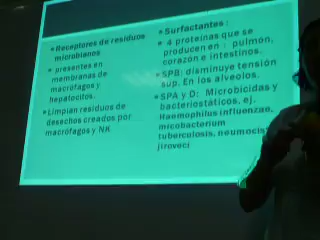 Receptores de residuos
microbianos
presentes en
membranas de
macrófagos y
hepatocitos.
Limpian residuos de
desechos creados por
macrófagos y NK
Surfactantes :
4 proteínas que se
producen en : pulmón,
corazón e intestinos.
SPB: disminuye tensión
sup. En los alveolos.
SPA y D: Microbicidas y
bacteriostáticos, ej.
Haemophilus influenzae,
micobacterium
tuberculosis, neumocis
jiroveci